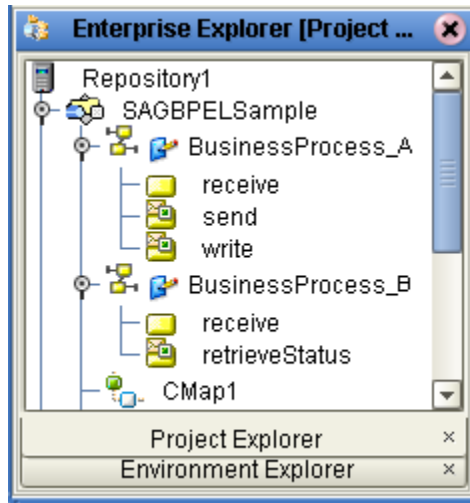 Enterprise Explorer [Project ...
Repository1
SAGBPELSample
BusinessProcess_A
receive
send
write
BusinessProcess_B
receive
retrieveStatus
CMap1
Project Explorer
Environment Explorer